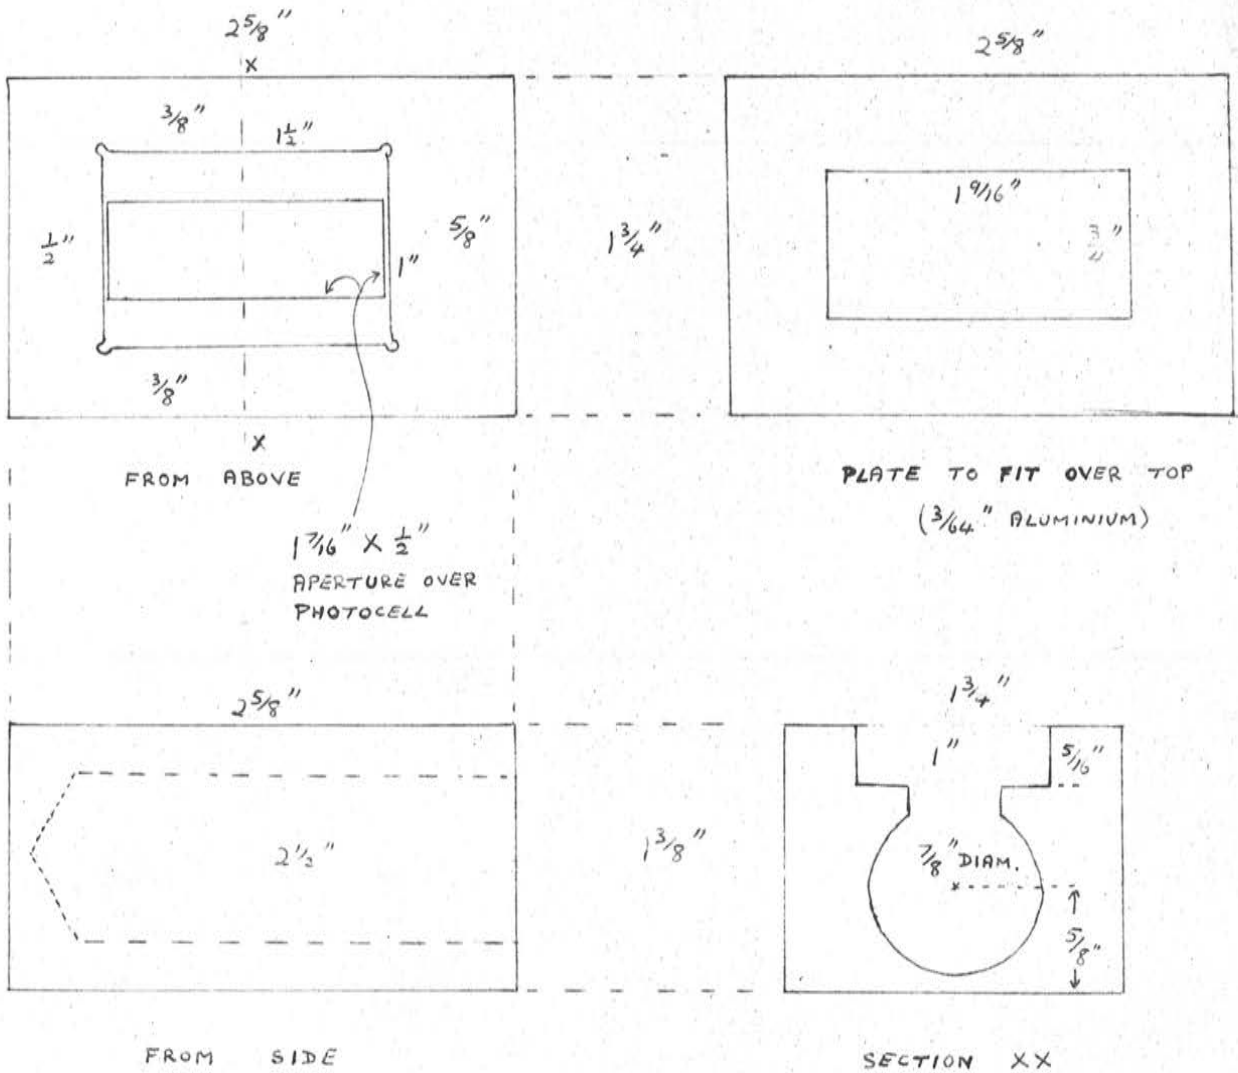 2 5/8"
X
3/8"
1 1/2"
1/2"
5/8"
1"
3/8"
X
FROM ABOVE
1 7/16" X 1/2"
APERTURE OVER
PHOTOCELL
1 3/4"
2 5/8"
1 9/16"
3/4"
PLATE TO FIT OVER TOP
(3/64" ALUMINIUM)
2 5/8"
2 1/2"
FROM SIDE
1 3/8"
1 3/4"
1"
5/16"
7/8" DIAM.
5/8"
SECTION XX